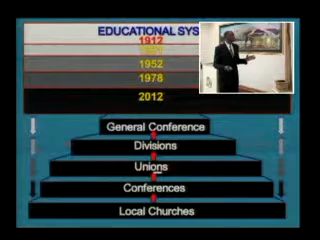 EDUCATIONAL SYS
1912
1952
1978
2012
General Conference
Divisions
Unions
Conferences
Local Churches